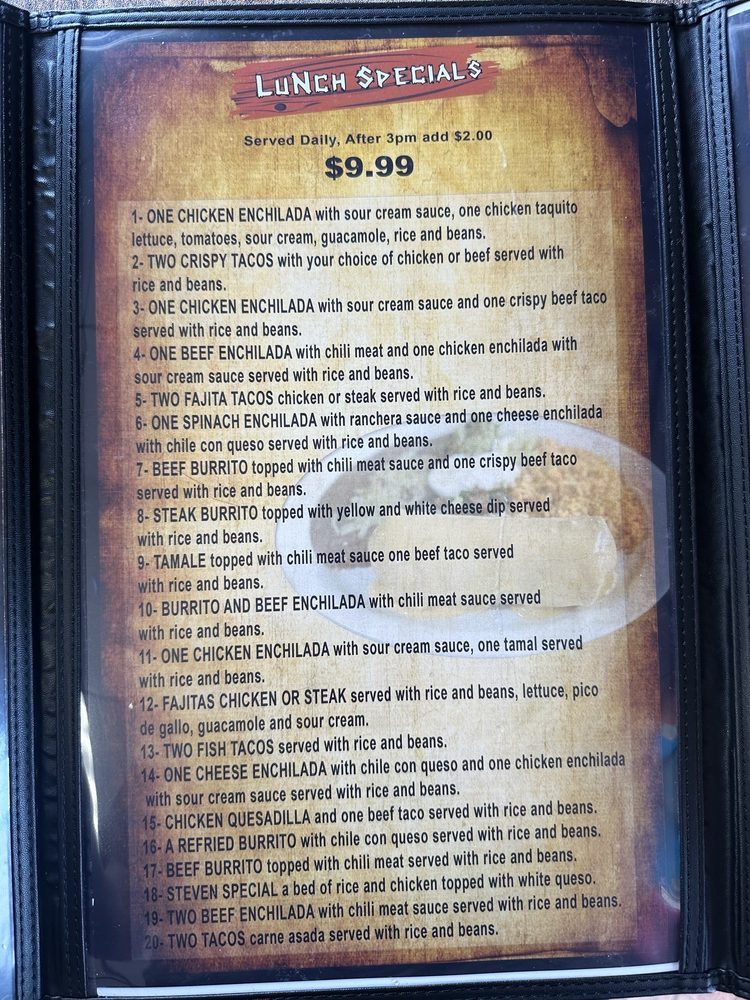 LUNCH SPECIALS
Served Daily, After 3pm add $2.00
$9.99
1- ONE CHICKEN ENCHILADA with sour cream sauce, one chicken taquito
lettuce, tomatoes, sour cream, guacamole, rice and beans.
2- TWO CRISPY TACOS with your choice of chicken or beef served with
rice and beans.
3- ONE CHICKEN ENCHILADA with sour cream sauce and one crispy beef taco
served with rice and beans.
4- ONE BEEF ENCHILADA with chili meat and one chicken enchilada with
sour cream sauce served with rice and beans.
5- TWO FAJITA TACOS chicken or steak served with rice and beans.
6- ONE SPINACH ENCHILADA with ranchera sauce and one cheese enchilada
with chile con queso served with rice and beans.
7- BEEF BURRITO topped with chili meat sauce and one crispy beef taco
served with rice and beans.
8- STEAK BURRITO topped with yellow and white cheese dip served
with rice and beans.
9- TAMALE topped with chili meat sauce one beef taco served
with rice and beans.
10- BURRITO AND BEEF ENCHILADA with chili meat sauce served
with rice and beans.
11- ONE CHICKEN ENCHILADA with sour cream sauce, one tamal served
with rice and beans.
12- FAJITAS CHICKEN OR STEAK served with rice and beans, lettuce, pico
de gallo, guacamole and sour cream.
13- TWO FISH TACOS served with rice and beans.
14- ONE CHEESE ENCHILADA with chile con queso and one chicken enchilada
with sour cream sauce served with rice and beans.
15- CHICKEN QUESADILLA and one beef taco served with rice and beans.
16- A REFRIED BURRITO with chile con queso served with rice and beans.
17- BEEF BURRITO topped with chili meat served with rice and beans.
18- STEVEN SPECIAL a bed of rice and chicken topped with white queso.
19- TWO BEEF ENCHILADA with chili meat sauce served with rice and beans.
20- TWO TACOS carne asada served with rice and beans.